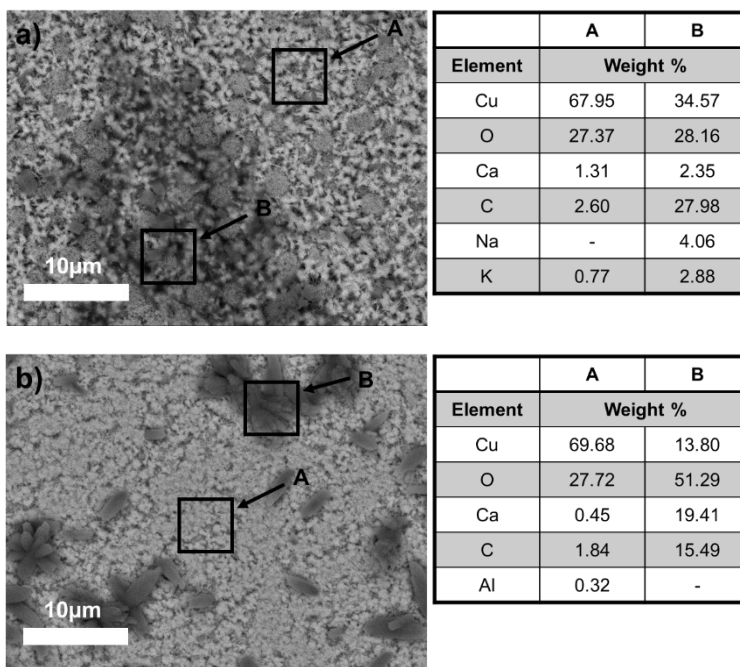 a)
A
B
10µm
A B
Element Weight %
Cu 67.95 34.57
O 27.37 28.16
Ca 1.31 2.35
C 2.60 27.98
Na - 4.06
K 0.77 2.88
b)
B
A
10µm
A B
Element Weight %
Cu 69.68 13.80
O 27.72 51.29
Ca 0.45 19.41
C 1.84 15.49
Al 0.32 -